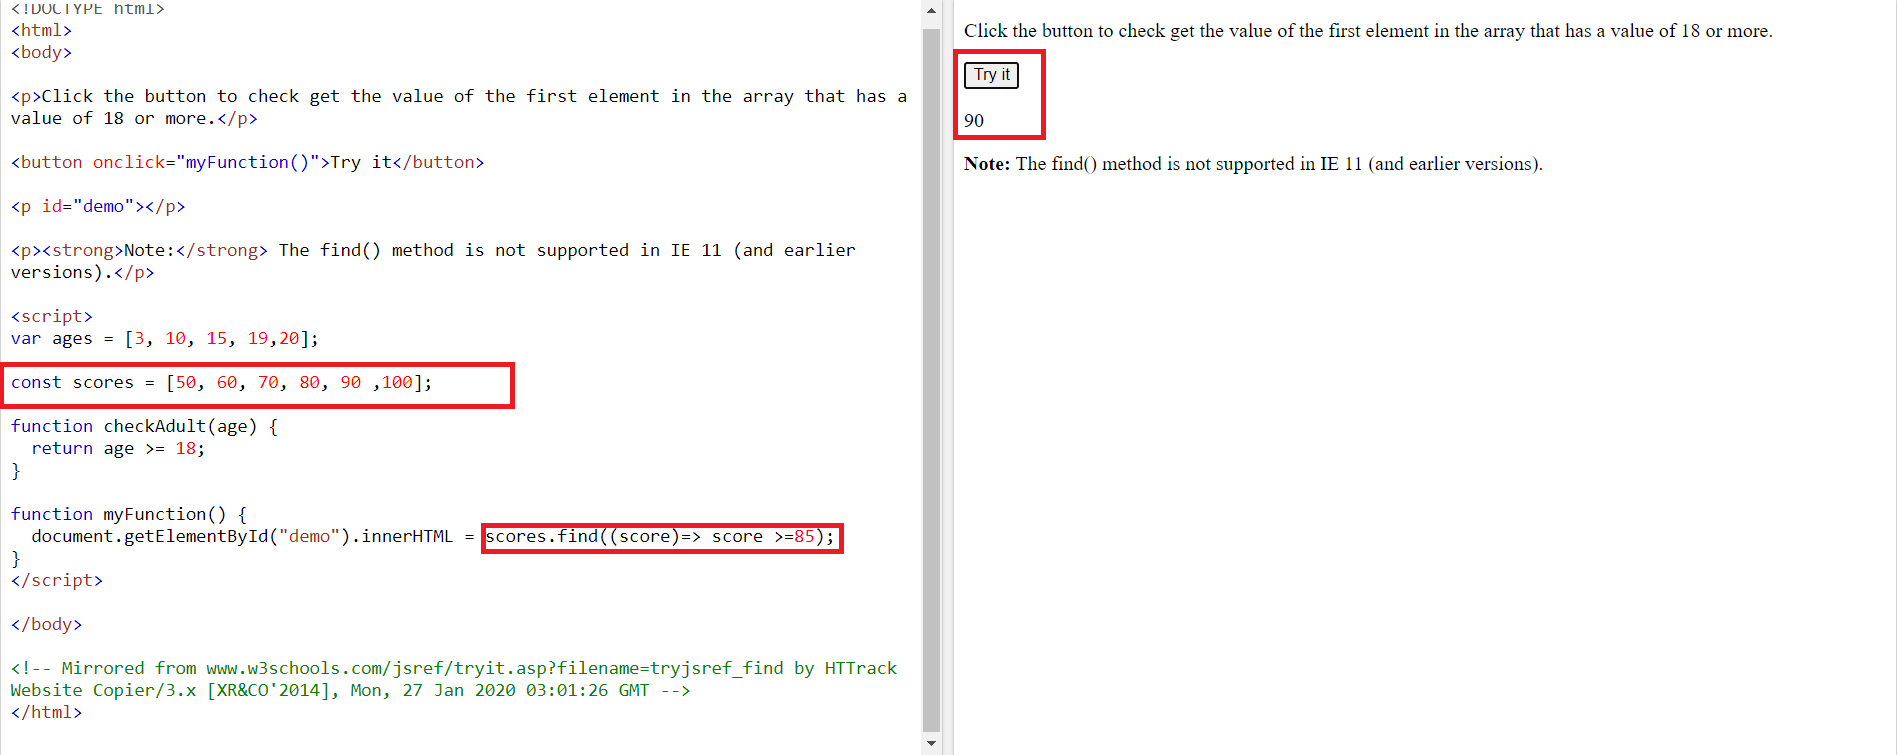 <!DOCTYPE html>
<html>
<body>
<p>Click the button to check get the value of the first element in the array that has a
value of 18 or more.</p>
<button onclick="myFunction()">Try it</button>
<p id="demo"></p>
<p><strong>Note:</strong> The find() method is not supported in IE 11 (and earlier
versions).</p>
<script>
var ages = [3, 10, 15, 19,20];
const scores = [50, 60, 70, 80, 90 ,100];
function checkAdult(age) {
  return age >= 18;
}
function myFunction() {
  document.getElementById("demo").innerHTML = scores.find((score)=> score >=85);
}
</script>
</body>
<!-- Mirrored from www.w3schools.com/jsref/tryit.asp?filename=tryjsref_find by HTTrack
Website Copier/3.x [XR&CO'2014], Mon, 27 Jan 2020 03:01:26 GMT -->
</html>
Click the button to check get the value of the first element in the array that has a value of 18 or more.
Try it
90
Note: The find() method is not supported in IE 11 (and earlier versions).